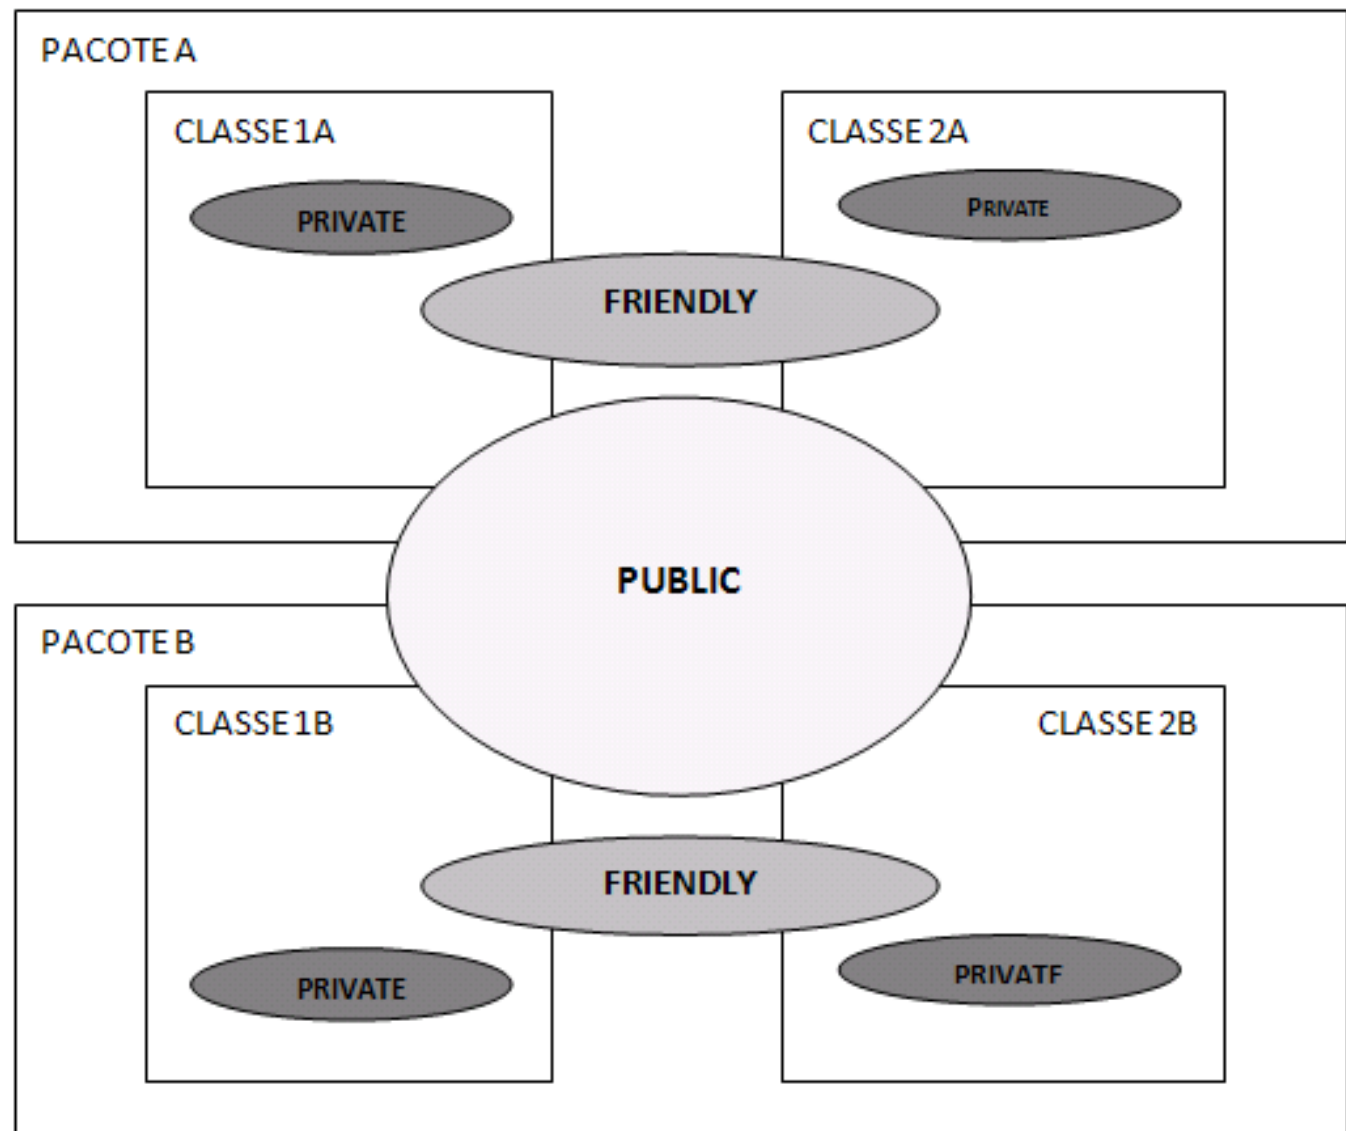 PACOTE A
CLASSE 1A
CLASSE 2A
PRIVATE
PRIVATE
FRIENDLY
PUBLIC
PACOTE B
CLASSE 1B
CLASSE 2B
FRIENDLY
PRIVATE
PRIVATF